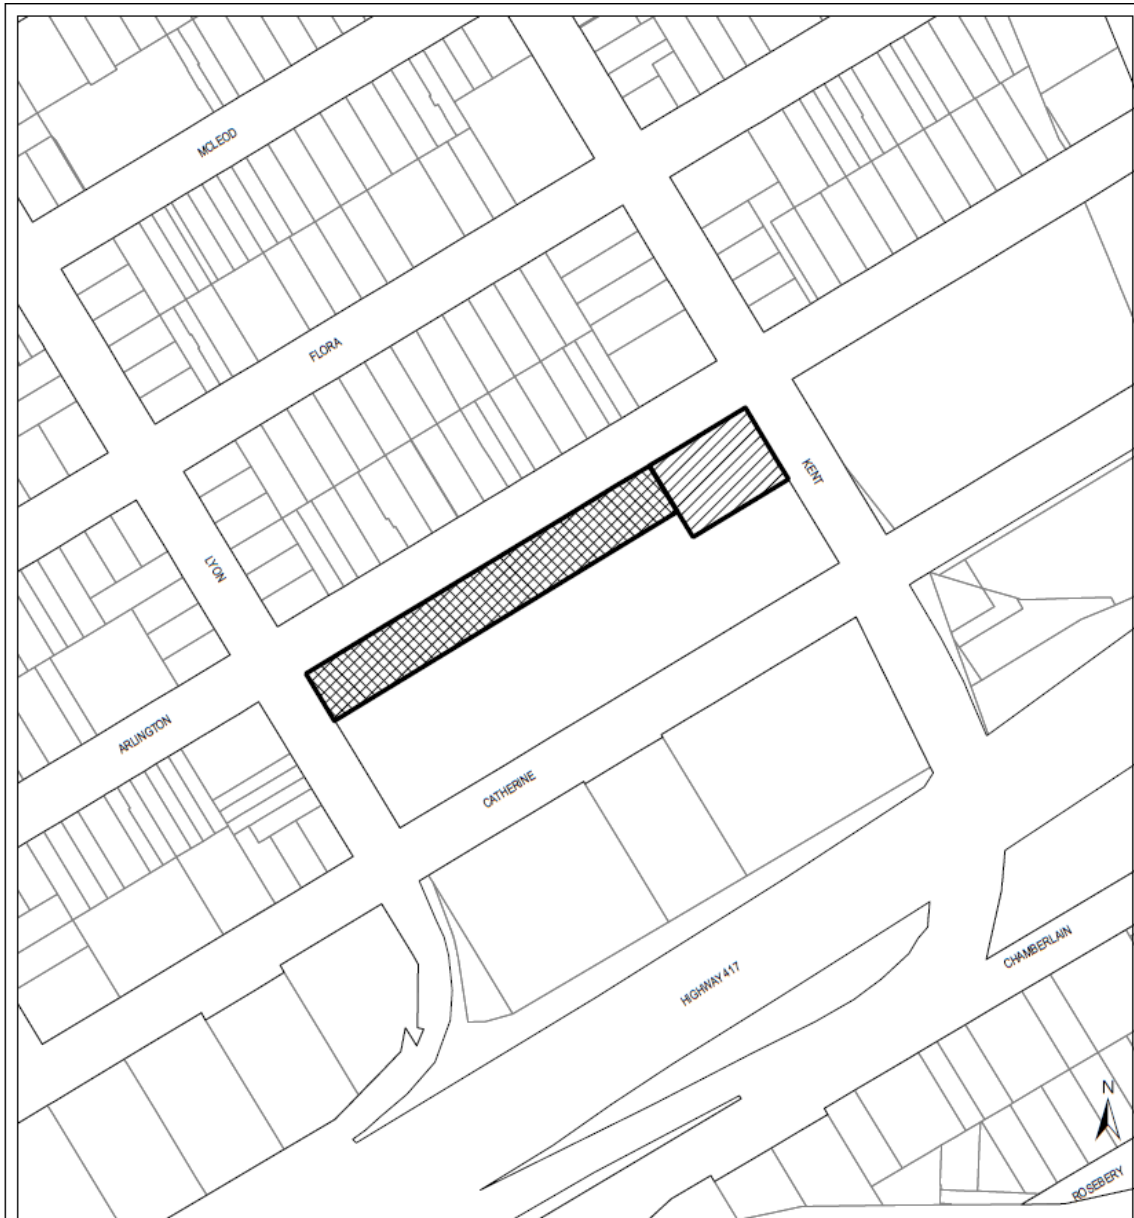 MCLEOD
FLORA
KENT
LYON
ARLINGTON
CATHERINE
HIGHWAY 417
CHAMBERLAIN
N
ROSEBERY